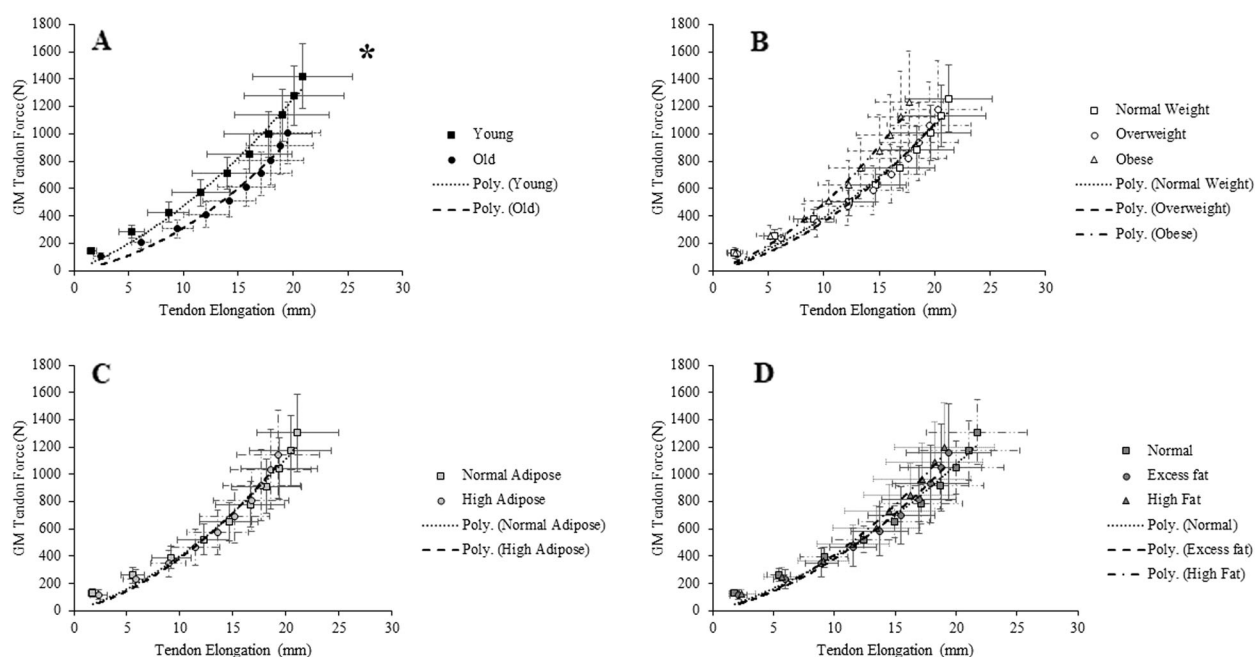 A
*
GM Tendon Force (N)
1800
1600
1400
1200
1000
800
600
400
200
0
0 5 10 15 20 25 30
Tendon Elongation (mm)
Young
Old
Poly. (Young)
Poly. (Old)
B
GM Tendon Force (N)
1800
1600
1400
1200
1000
800
600
400
200
0
0 5 10 15 20 25 30
Tendon Elongation (mm)
Normal Weight
Overweight
Obese
Poly. (Normal Weight)
Poly. (Overweight)
Poly. (Obese)
C
GM Tendon Force (N)
1800
1600
1400
1200
1000
800
600
400
200
0
0 5 10 15 20 25 30
Tendon Elongation (mm)
Normal Adipose
High Adipose
Poly. (Normal Adipose)
Poly. (High Adipose)
D
GM Tendon Force (N)
1800
1600
1400
1200
1000
800
600
400
200
0
0 5 10 15 20 25 30
Tendon Elongation (mm)
Normal
Excess fat
High Fat
Poly. (Normal)
Poly. (Excess fat)
Poly. (High Fat)